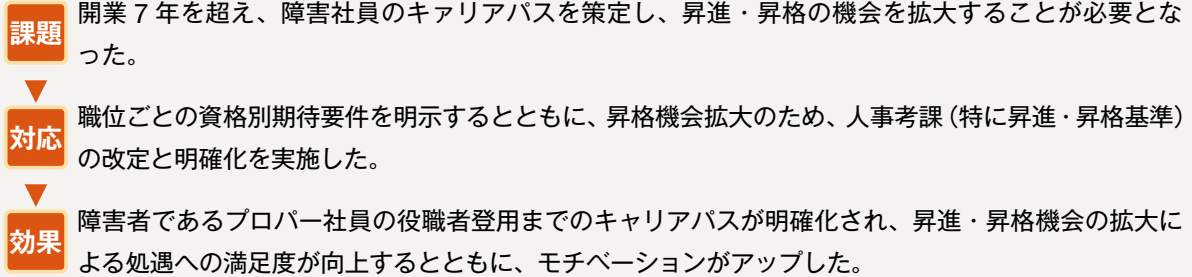 課題
開業7年を超え、障害社員のキャリアパスを策定し、昇進・昇格の機会を拡大することが必要とな
った。
対応
職位ごとの資格別期待要件を明示するとともに、昇格機会拡大のため、人事考課（特に昇進・昇格基準）
の改定と明確化を実施した。
効果
障害者であるプロパー社員の役職者登用までのキャリアパスが明確化され、昇進・昇格機会の拡大に
よる処遇への満足度が向上するとともに、モチベーションがアップした。